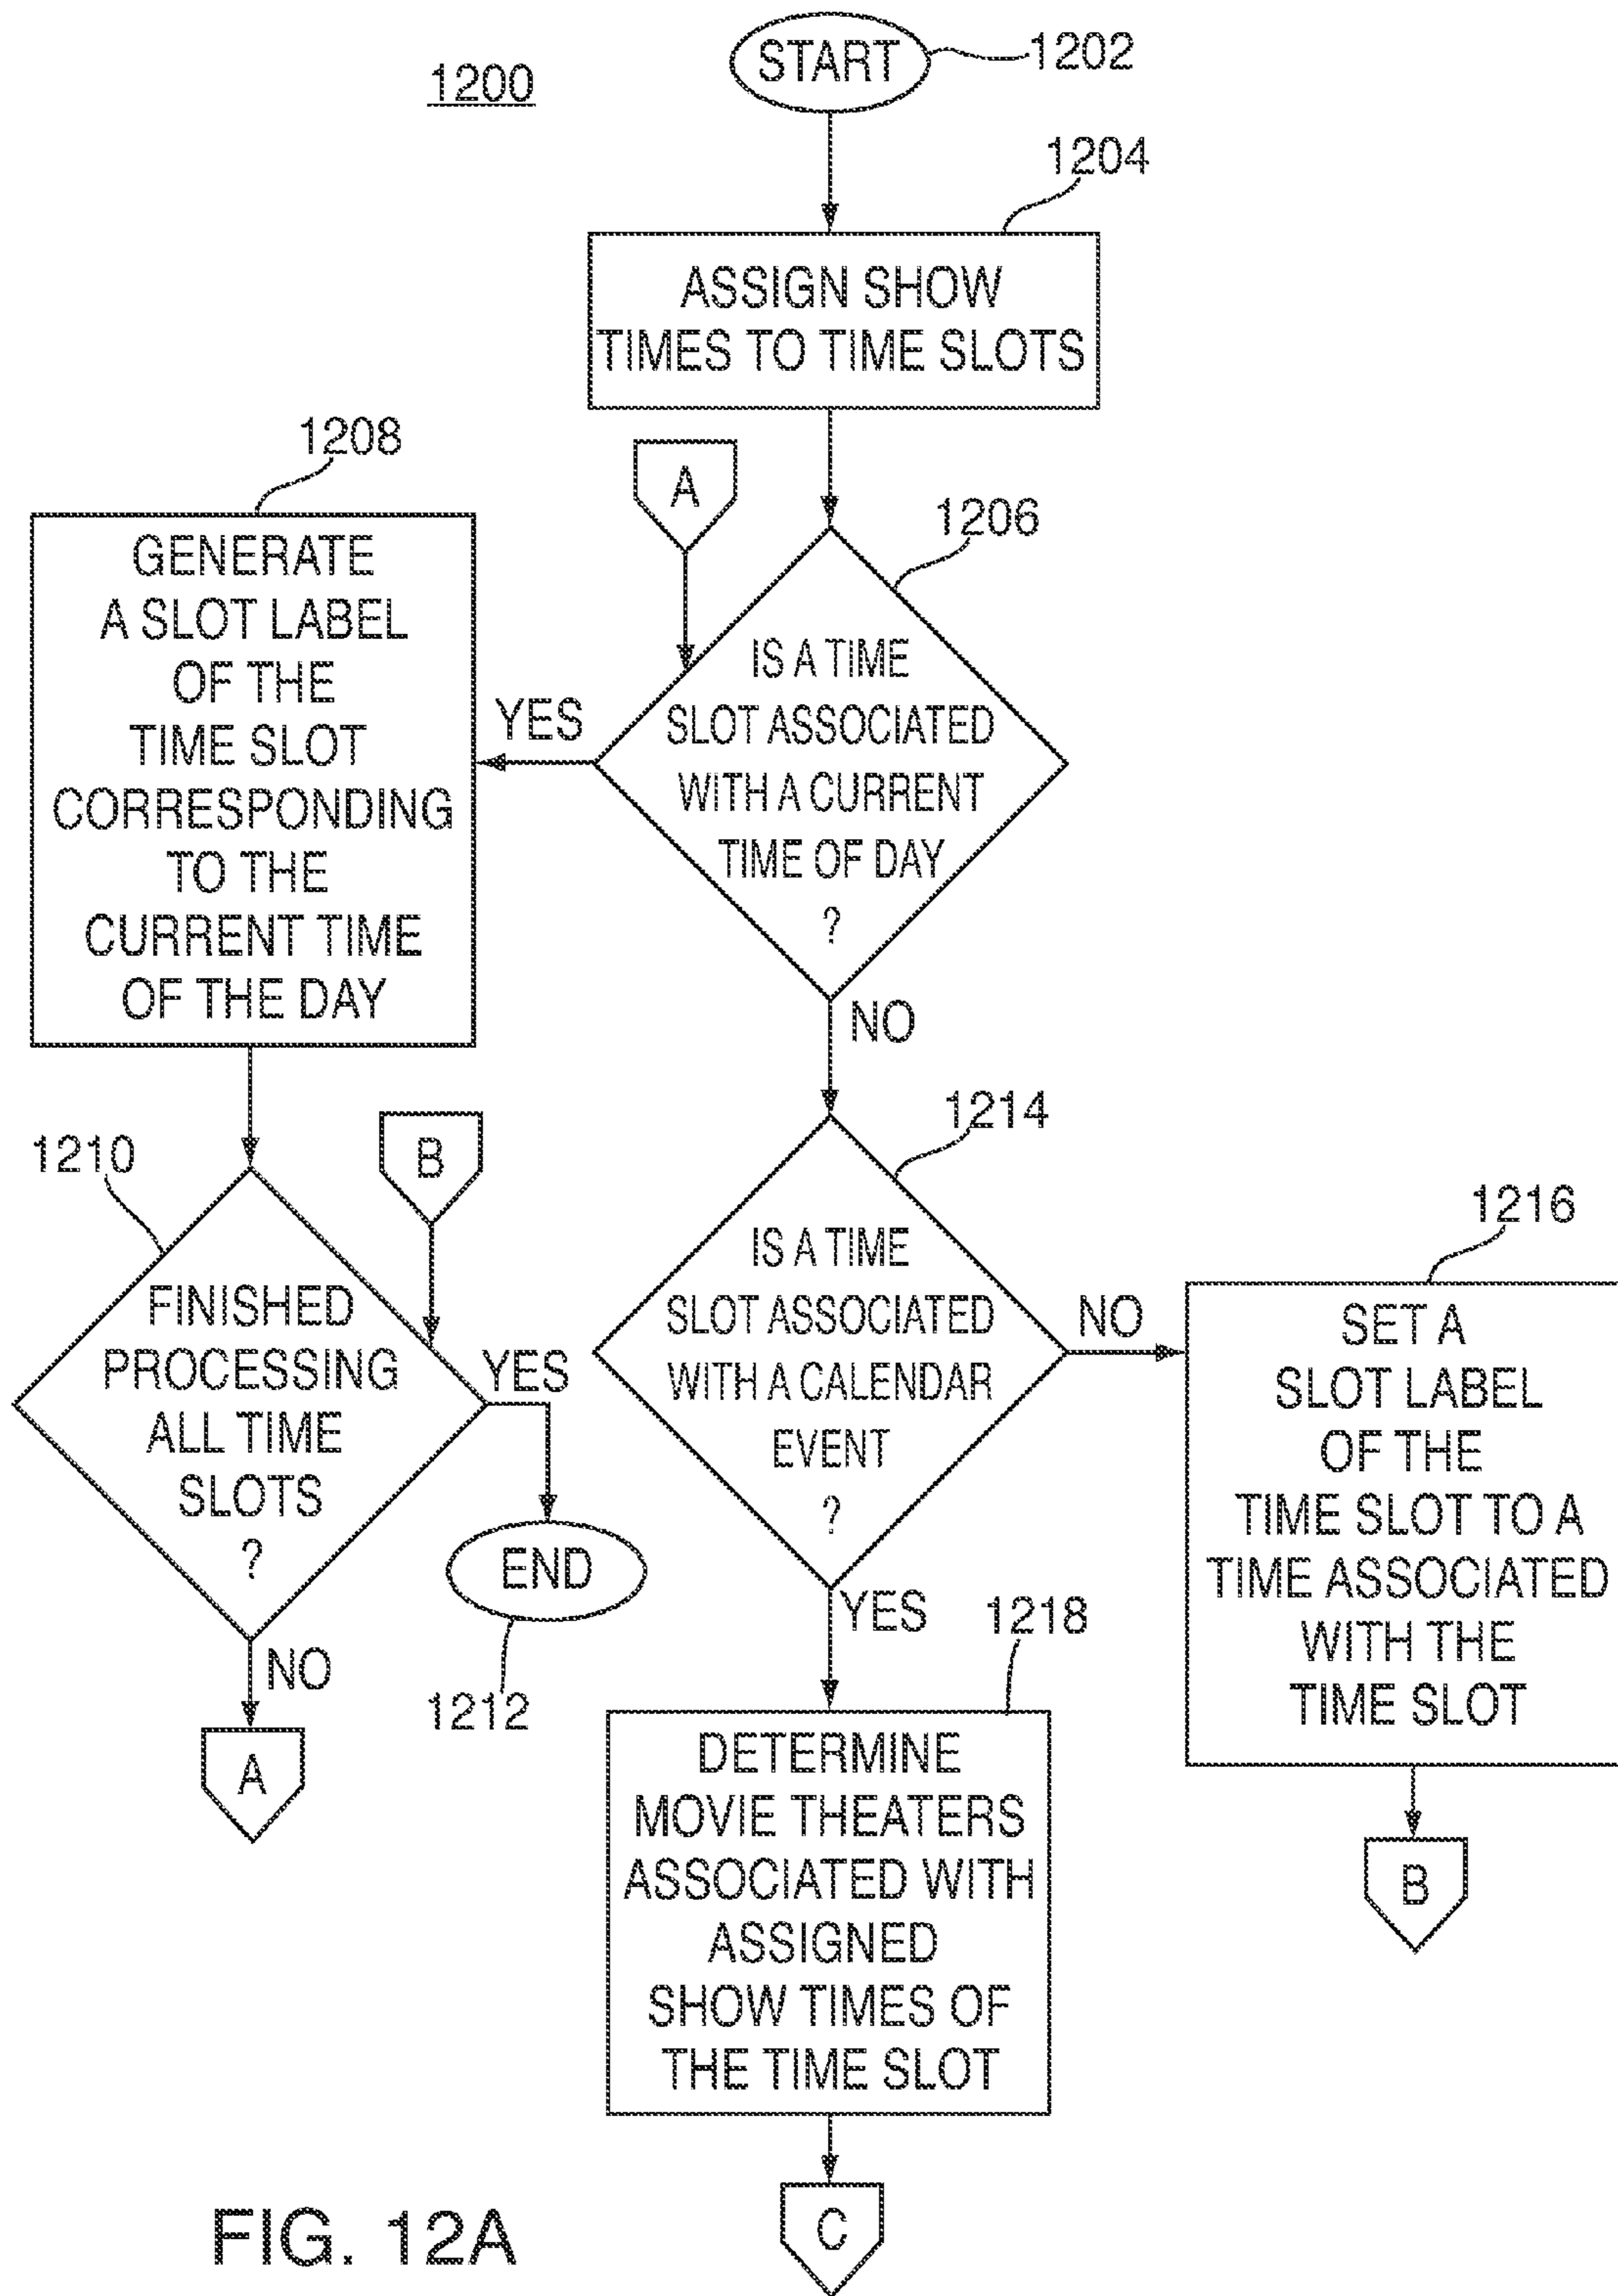 1200
START
1202
1204
ASSIGN SHOW
TIMES TO TIME SLOTS
1208
A
1206
GENERATE
A SLOT LABEL
OF THE
TIME SLOT
CORRESPONDING
TO THE
CURRENT TIME
OF THE DAY
YES
IS A TIME
SLOT ASSOCIATED
WITH A CURRENT
TIME OF DAY
?
NO
1210
B
1214
1216
FINISHED
PROCESSING
ALL TIME
SLOTS
?
YES
END
1212
NO
A
IS A TIME
SLOT ASSOCIATED
WITH A CALENDAR
EVENT
?
NO
SET A
SLOT LABEL
OF THE
TIME SLOT TO A
TIME ASSOCIATED
WITH THE
TIME SLOT
B
YES
1218
DETERMINE
MOVIE THEATERS
ASSOCIATED WITH
ASSIGNED
SHOW TIMES OF
THE TIME SLOT
C
FIG. 12A